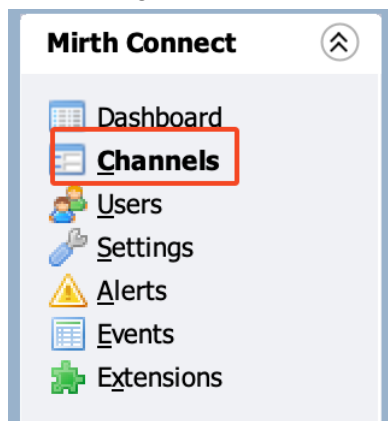 Mirth Connect
Dashboard
Channels
Users
Settings
Alerts
Events
Extensions